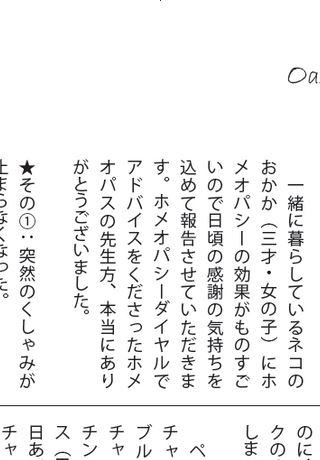 Oa
一緒に暮らしているネコの
おかか（三才・女の子）にホ
メオパシーの効果がものすご
いので日頃の感謝の気持ちを
込めて報告させていただきま
す。ホメオパシーダイヤルで
アドバイスをくださったホメ
オパスの先生方、本当にあり
がとうございました。
★その①：突然のくしゃみが
止まらなくなった。
のに
クの
しま
ペ
チャ
ブル
チャ
チン
ス（
日あ
チャ